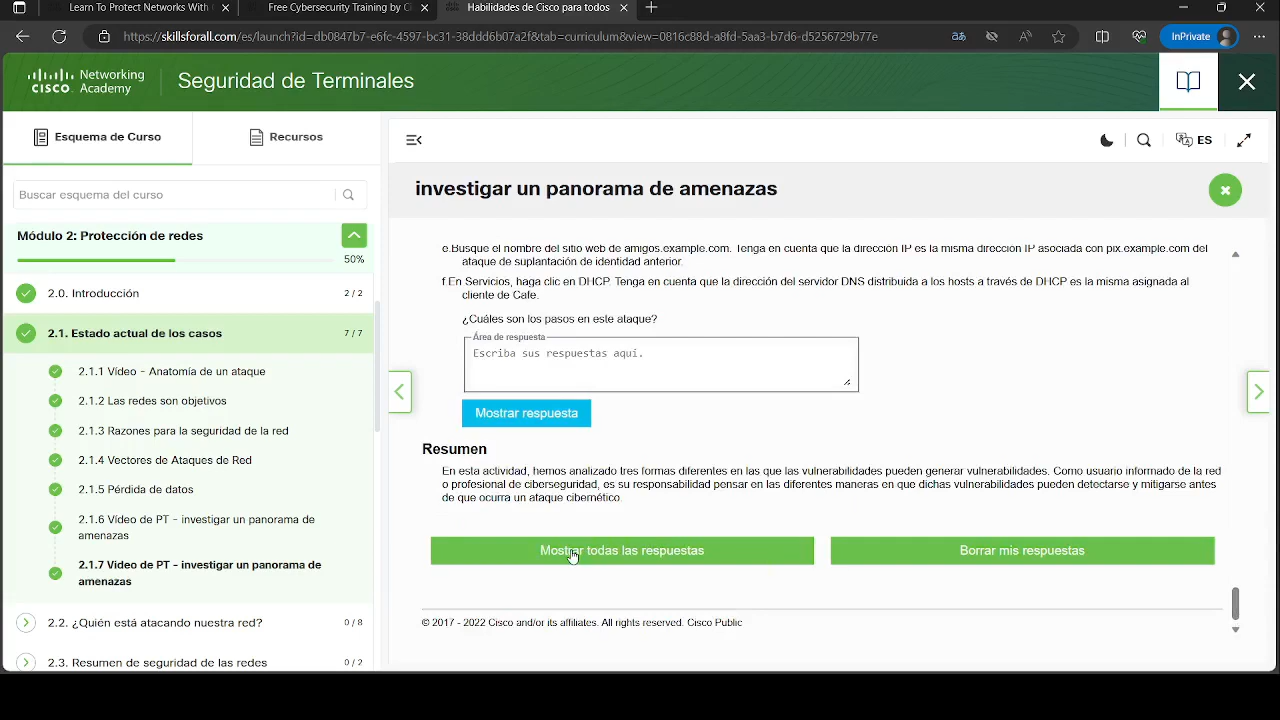 Learn To Protect Networks With
Free Cybersecurity Training by C
Habilidades de Cisco para todos
https://skillsforall.com/es/launch?id=db0847b7-e6fc-4597-bc31-38ddd6b07a2f&tab=curriculum&view=0816c88d-a8fd-5aa3-b7d6-d5256729b77e
InPrivate
Networking
CISCO Academy
Seguridad de Terminales
Esquema de Curso
Recursos
ES
Buscar esquema del curso
investigar un panorama de amenazas
Módulo 2: Protección de redes
50%
2.0. Introducción
2 / 2
2.1. Estado actual de los casos
7 / 7
2.1.1 Vídeo - Anatomía de un ataque
2.1.2 Las redes son objetivos
2.1.3 Razones para la seguridad de la red
2.1.4 Vectores de Ataques de Red
2.1.5 Pérdida de datos
2.1.6 Vídeo de PT - investigar un panorama de
amenazas
2.1.7 Video de PT - investigar un panorama de
amenazas
2.2. ¿Quién está atacando nuestra red?
0 / 8
2.3. Resumen de seguridad de las redes
0 / 2
e.Busque el nombre del sitio web de amigos.example.com. Tenga en cuenta que la dirección IP es la misma dirección IP asociada con pix.example.com del
ataque de suplantación de identidad anterior.
f.En Servicios, haga clic en DHCP. Tenga en cuenta que la dirección del servidor DNS distribuida a los hosts a través de DHCP es la misma asignada al
cliente de Cafe.
¿Cuáles son los pasos en este ataque?
Área de respuesta
Escriba sus respuestas aquí.
Mostrar respuesta
Resumen
En esta actividad, hemos analizado tres formas diferentes en las que las vulnerabilidades pueden generar vulnerabilidades. Como usuario informado de la red
o profesional de ciberseguridad, es su responsabilidad pensar en las diferentes maneras en que dichas vulnerabilidades pueden detectarse y mitigarse antes
de que ocurra un ataque cibernético.
Mostrar todas las respuestas
Borrar mis respuestas
© 2017 - 2022 Cisco and/or its affiliates. All rights reserved. Cisco Public